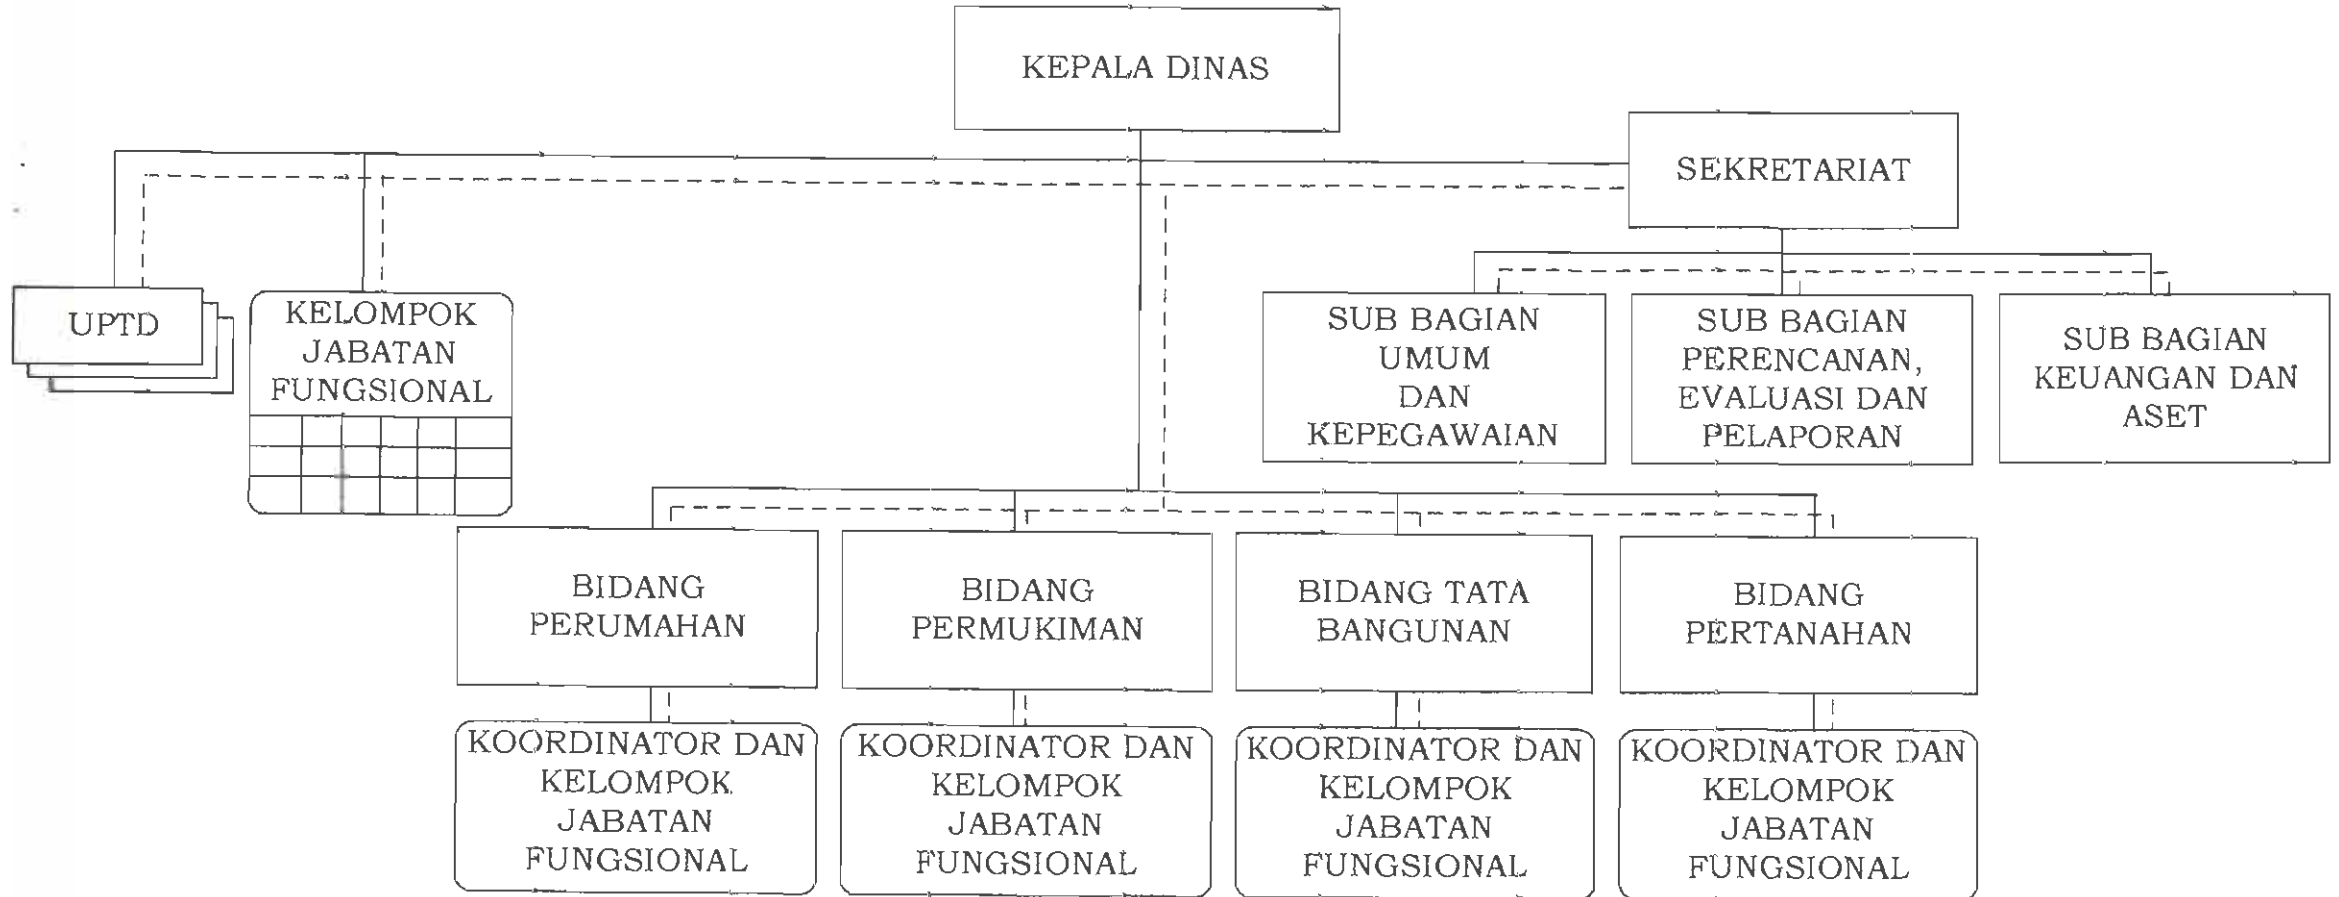 KEPALA DINAS
SEKRETARIAT
UPTD
KELOMPOK
JABATAN
FUNGSIONAL
SUB BAGIAN
UMUM
DAN
KEPEGAWAIAN
SUB BAGIAN
PERENCANAN,
EVALUASI DAN
PELAPORAN
SUB BAGIAN
KEUANGAN DAN
ASET
BIDANG
PERUMAHAN
BIDANG
PERMUKIMAN
BIDANG TATA
BANGUNAN
BIDANG
PERTANAHAN
KOORDINATOR DAN
KELOMPOK
JABATAN
FUNGSIONAL
KOORDINATOR DAN
KELOMPOK
JABATAN
FUNGSIONAL
KOORDINATOR DAN
KELOMPOK
JABATAN
FUNGSIONAL
KOORDINATOR DAN
KELOMPOK
JABATAN
FUNGSIONAL